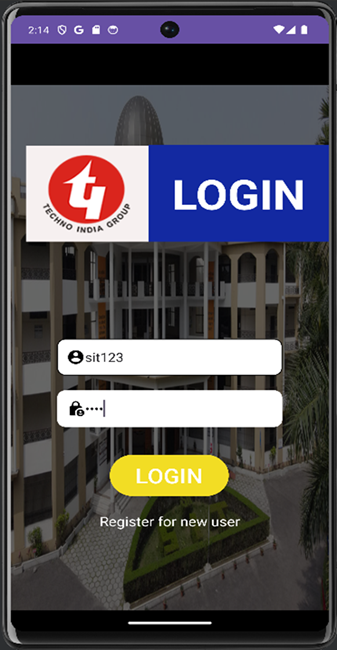 2:14
G
TECHNO INDIA GROUP
LOGIN
sit123
••••
LOGIN
Register for new user